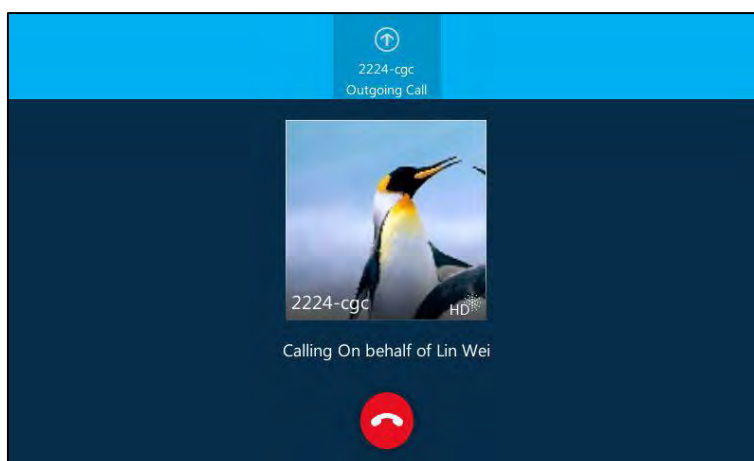 2224-cgc
Outgoing Call
2224-cgc
HD
Calling On behalf of Lin Wei